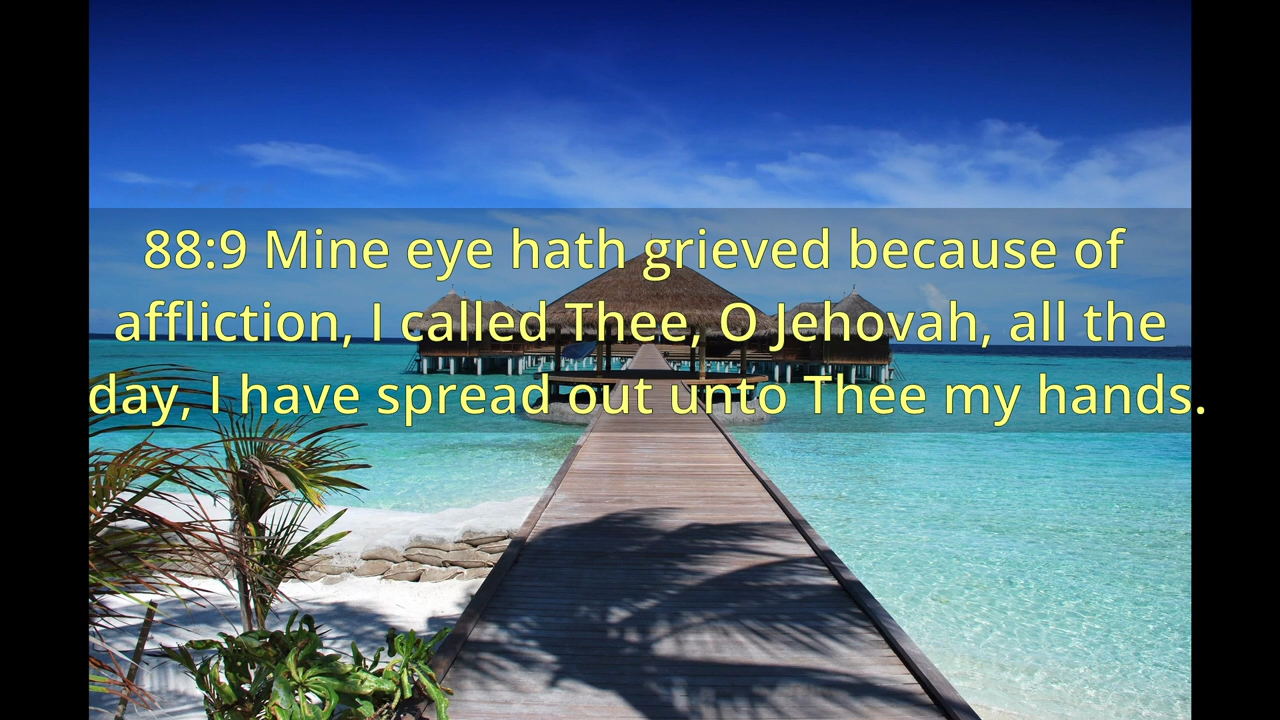 88:9 Mine eye hath grieved because of
affliction, I called Thee, O Jehovah, all the
day, I have spread out unto Thee my hands.